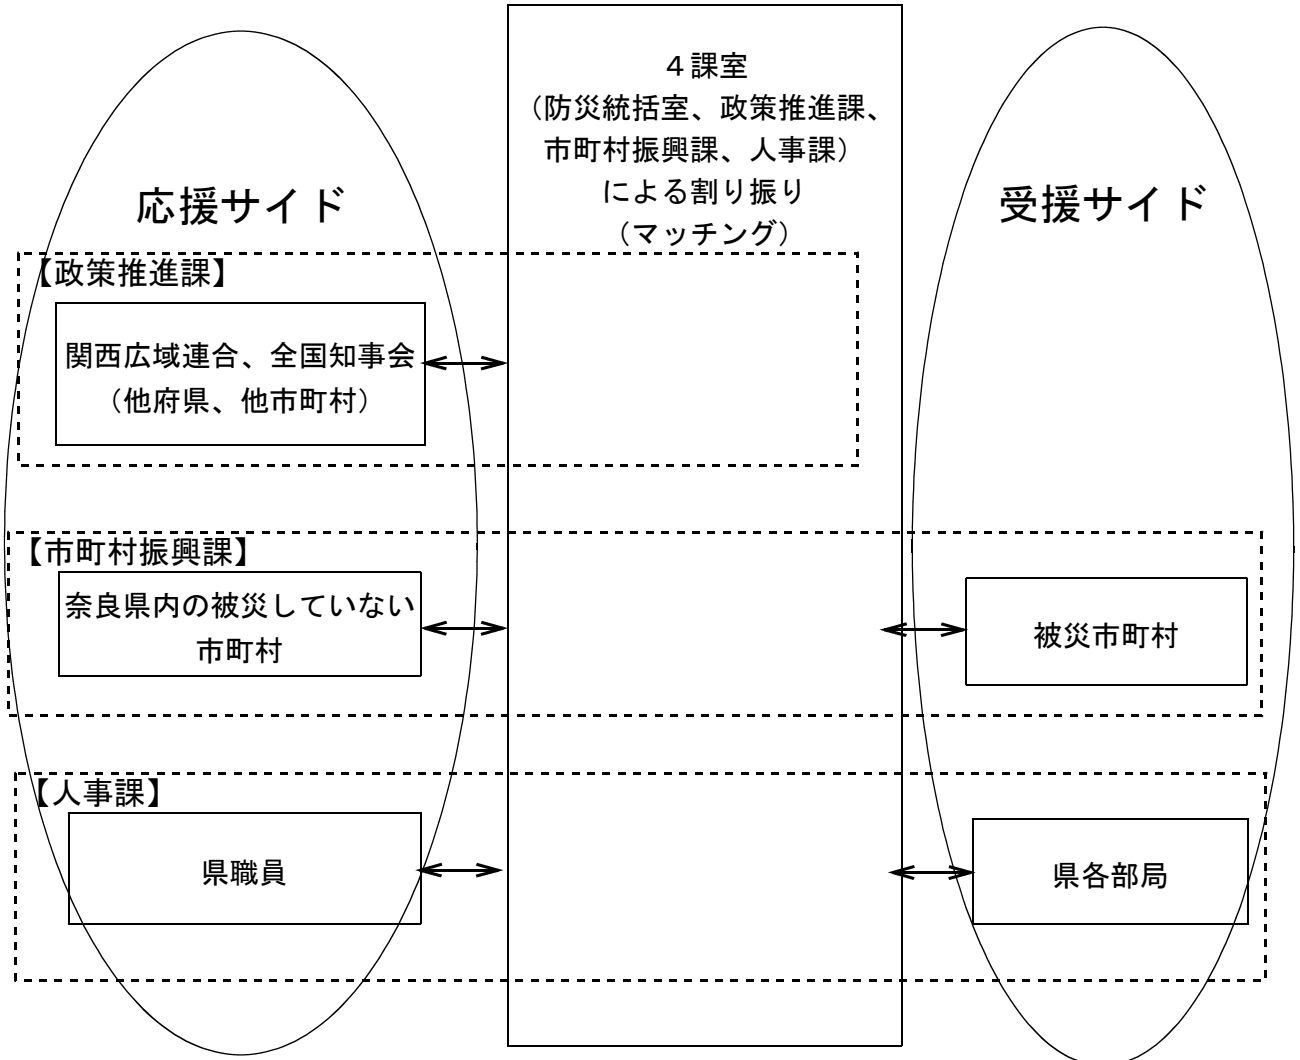 ４課室
（防災統括室、政策推進課、
市町村振興課、人事課）
による割り振り
（マッチング）
応援サイド
受援サイド
【政策推進課】
関西広域連合、全国知事会
（他府県、他市町村）
【市町村振興課】
奈良県内の被災していない
市町村
被災市町村
【人事課】
県職員
県各部局